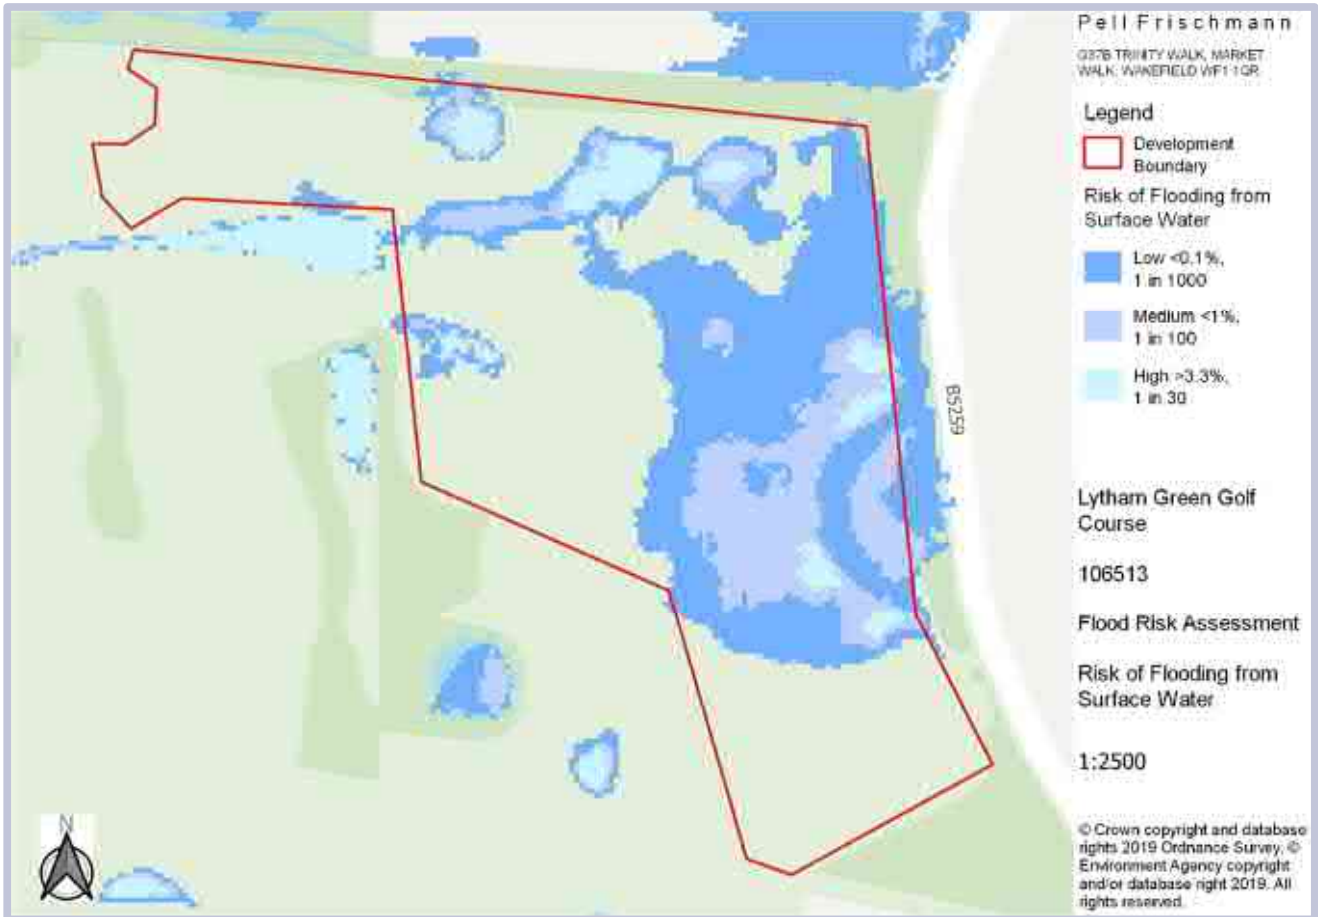 Pell Frischmann
G37B TRINITY WALK, MARKET
WALK, WAKEFIELD WF1 1QR
Legend
Development
Boundary
Risk of Flooding from
Surface Water
Low <0.1%,
1 in 1000
Medium <1%,
1 in 100
High >3.3%,
1 in 30
B5259
Lytham Green Golf
Course
106513
Flood Risk Assessment
Risk of Flooding from
Surface Water
1:2500
N
© Crown copyright and database
rights 2019 Ordnance Survey, ©
Environment Agency copyright
and/or database right 2019. All
rights reserved.